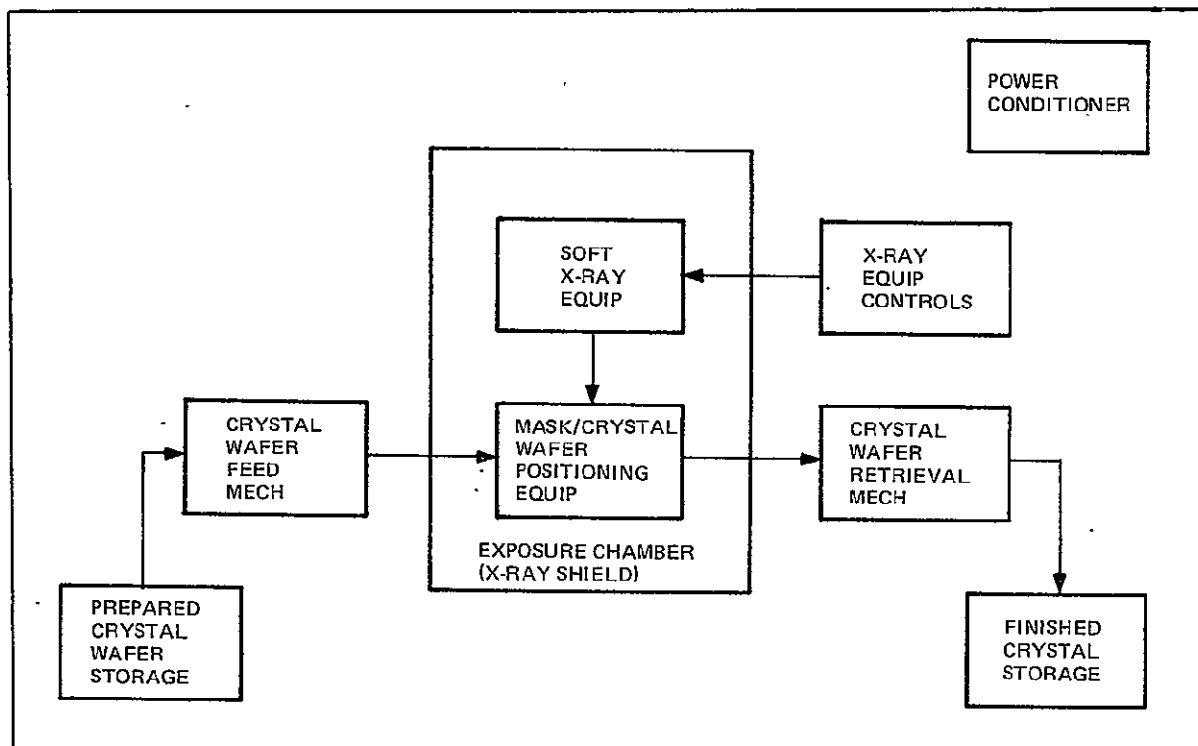 POWER
CONDITIONER
SOFT
X-RAY
EQUIP
X-RAY
EQUIP
CONTROLS
CRYSTAL
WAFER
FEED
MECH
MASK/CRYSTAL
WAFER
POSITIONING
EQUIP
CRYSTAL
WAFER
RETRIEVAL
MECH
EXPOSURE CHAMBER
(X-RAY SHIELD)
PREPARED
CRYSTAL
WAFER
STORAGE
FINISHED
CRYSTAL
STORAGE